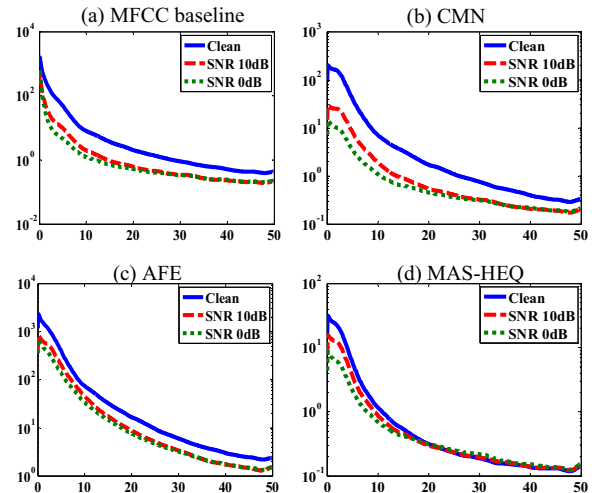 (a) MFCC baseline
(b) CMN
10^4
10^2
10^0
10^-2
Clean
SNR 10dB
SNR 0dB
0 10 20 30 40 50
10^3
10^2
10^1
10^0
10^-1
Clean
SNR 10dB
SNR 0dB
0 10 20 30 40 50
(c) AFE
(d) MAS-HEQ
10^4
10^3
10^2
10^1
10^0
Clean
SNR 10dB
SNR 0dB
0 10 20 30 40 50
10^2
10^1
10^0
10^-1
Clean
SNR 10dB
SNR 0dB
0 10 20 30 40 50